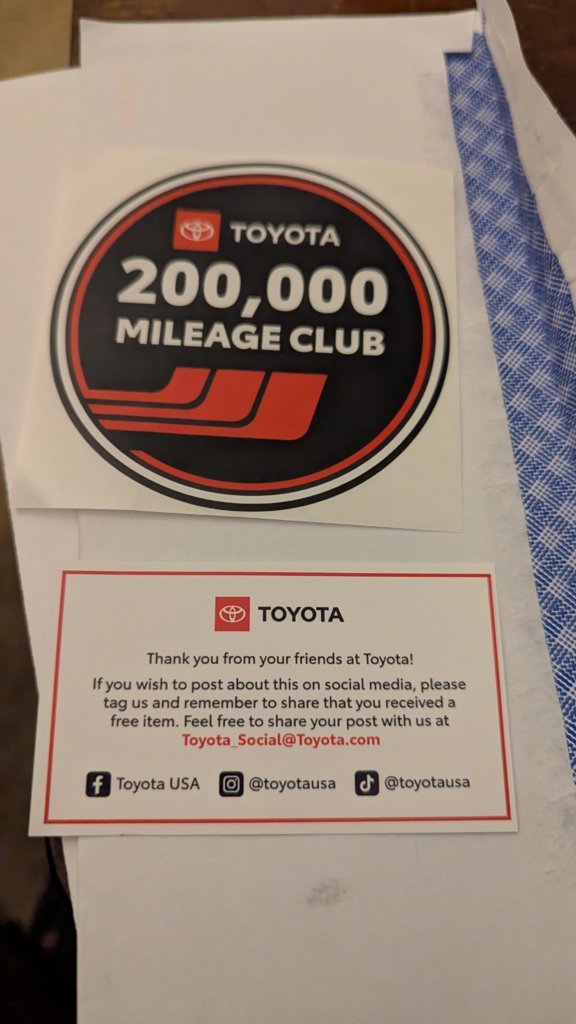 TOYOTA
200,000
MILEAGE CLUB
TOYOTA
Thank you from your friends at Toyota!
If you wish to post about this on social media, please
tag us and remember to share that you received a
free item. Feel free to share your post with us at
Toyota_Social@Toyota.com
Toyota USA @toyotausa @toyotausa